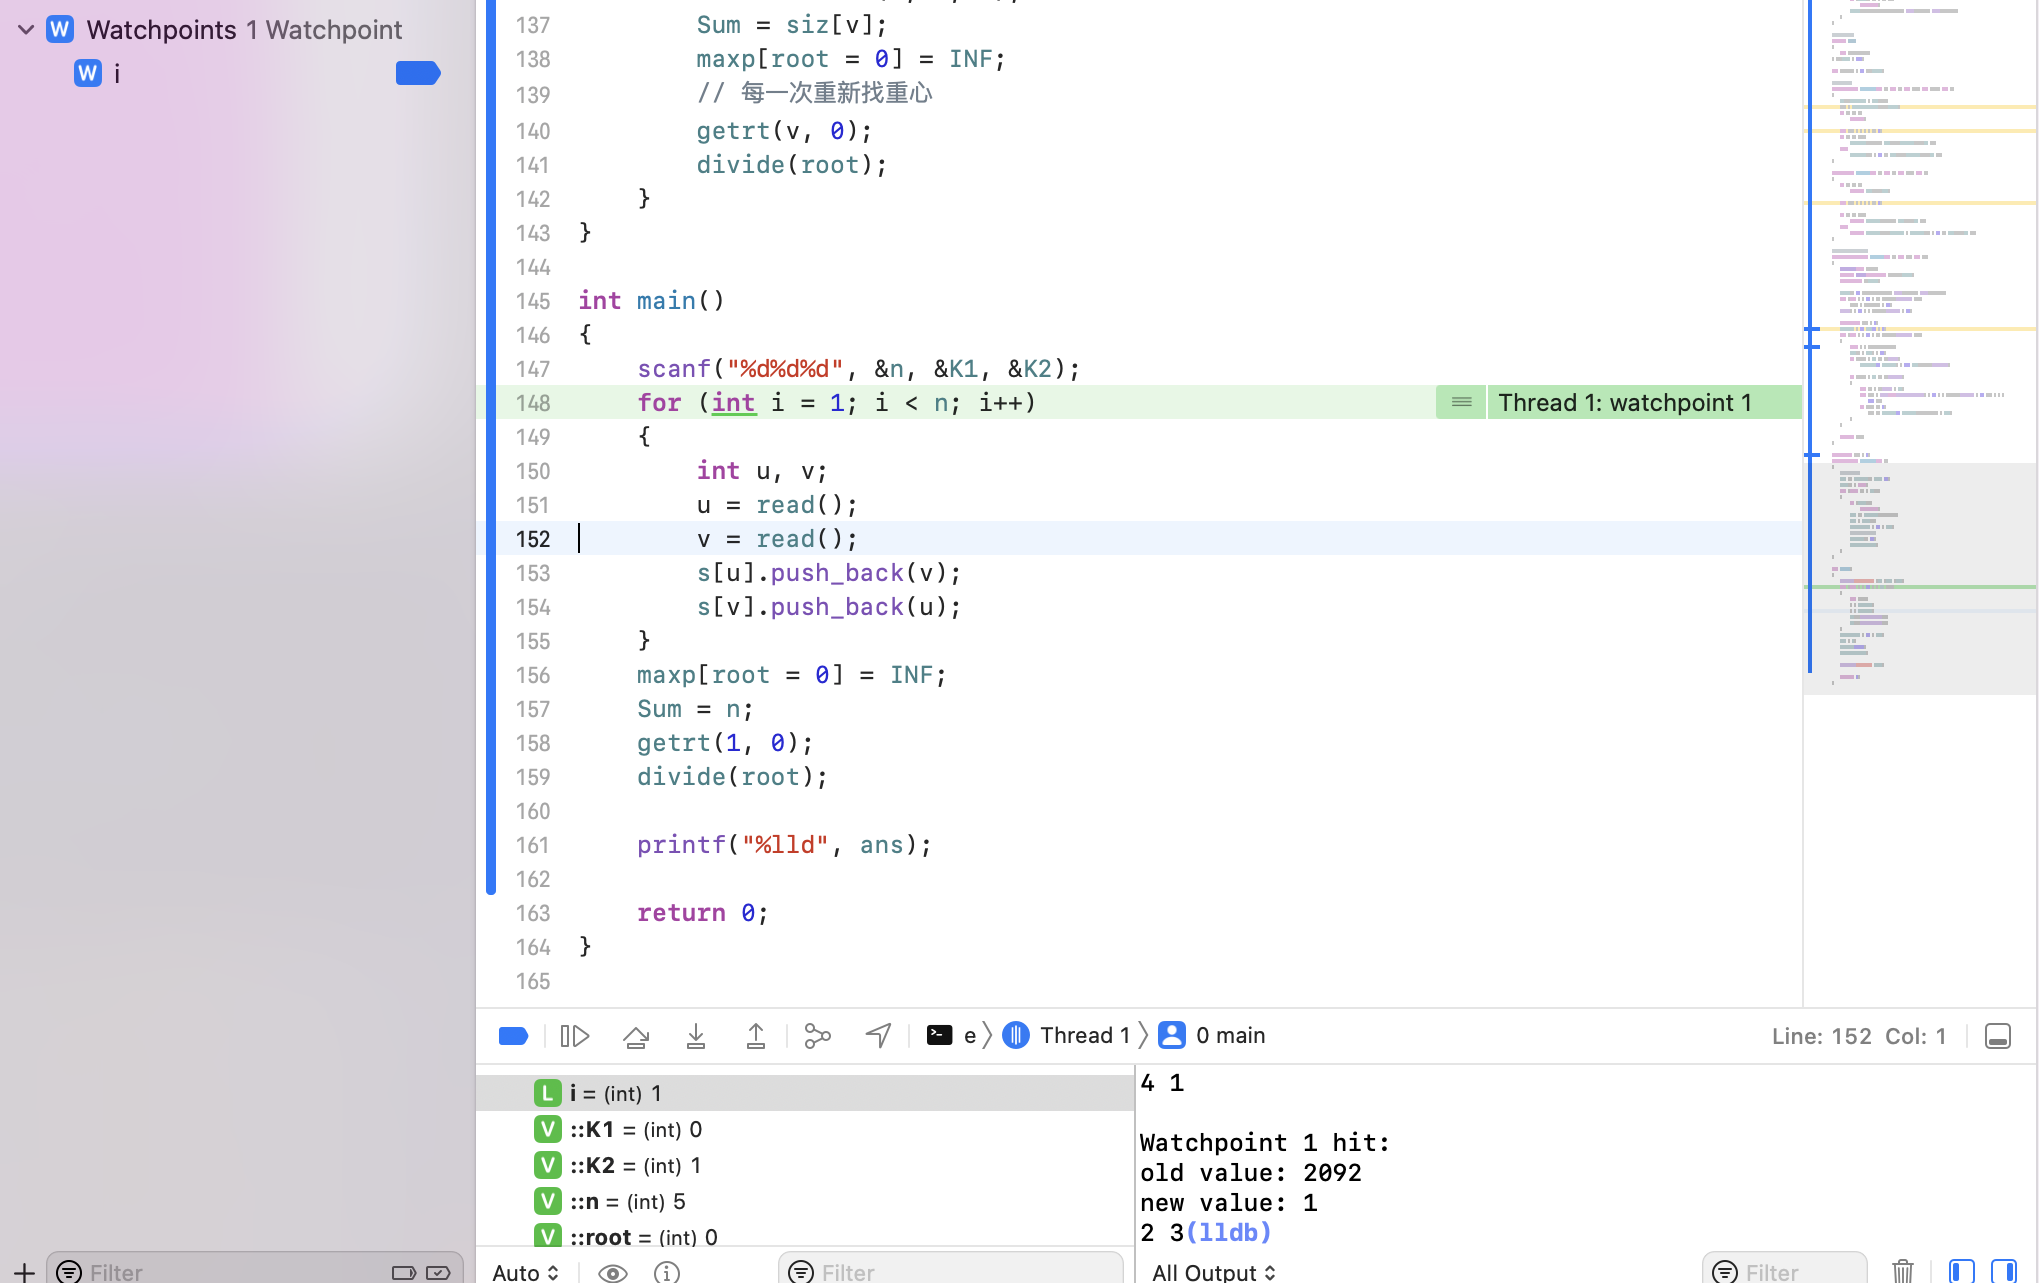 Watchpoints 1 Watchpoint
W i
137 Sum = siz[v];
138 maxp[root = 0] = INF;
139 // 每一次重新找重心
140 getrt(v, 0);
141 divide(root);
142 }
143 }
144
145 int main()
146 {
147 scanf("%d%d%d", &n, &K1, &K2);
148 for (int i = 1; i < n; i++) Thread 1: watchpoint 1
149 {
150 int u, v;
151 u = read();
152 v = read();
153 s[u].push_back(v);
154 s[v].push_back(u);
155 }
156 maxp[root = 0] = INF;
157 Sum = n;
158 getrt(1, 0);
159 divide(root);
160
161 printf("%lld", ans);
162
163 return 0;
164 }
165
e Thread 1 0 main Line: 152 Col: 1
L i = (int) 1
V ::K1 = (int) 0
V ::K2 = (int) 1
V ::n = (int) 5
V ::root = (int) 0
4 1
Watchpoint 1 hit:
old value: 2092
new value: 1
2 3(lldb)
Filter
Auto
Filter
All Output
Filter